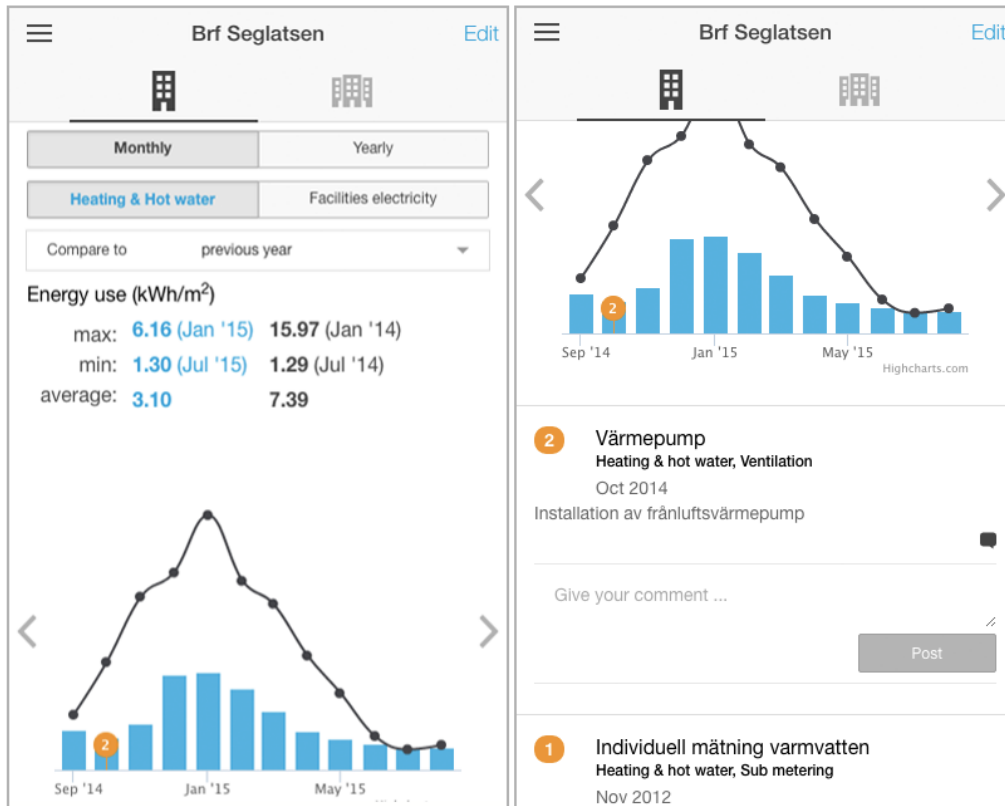 Brf Seglatsen
Edit
Monthly
Yearly
Heating & Hot water
Facilities electricity
Compare to previous year
Energy use (kWh/m²)
max: 6.16 (Jan '15) 15.97 (Jan '14)
min: 1.30 (Jul '15) 1.29 (Jul '14)
average: 3.10 7.39
2
Sep '14 Jan '15 May '15
Brf Seglatsen
Edit
2
Sep '14 Jan '15 May '15
Highcharts.com
2 Värmepump
Heating & hot water, Ventilation
Oct 2014
Installation av frånluftsvärmepump
Give your comment ...
Post
1 Individuell mätning varmvatten
Heating & hot water, Sub metering
Nov 2012